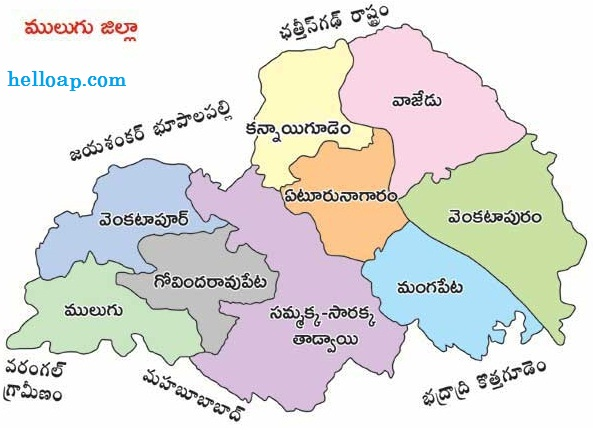 ములుగు జిల్లా
helloap.com
ఛత్తీస్‌గఢ్ రాష్ట్రం
జయశంకర్ భూపాలపల్లి
వాజేడు
కన్నాయిగూడెం
ఏటూరునాగారం
వెంకటాపూర్
వెంకటాపురం
గోవిందరావుపేట
మంగపేట
ములుగు
సమ్మక్క-సారక్క
తాడ్వాయి
వరంగల్
గ్రామీణం
మహబూబాబాద్
భద్రాద్రి కొత్తగూడెం